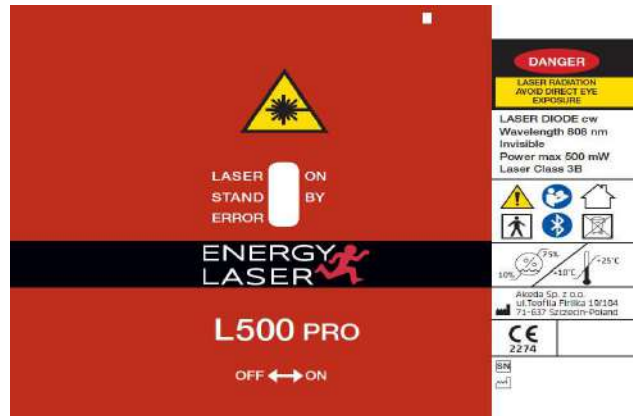 LASER ON
STAND BY
ERROR
ENERGY
LASER
L500 PRO
OFF ON
DANGER
LASER RADIATION
AVOID DIRECT EYE
EXPOSURE
LASER DIODE cw
Wavelength 808 nm
Invisible
Power max 500 mW
Laser Class 3B
75%
%
10%
+25°C
+10°C
Akeda Sp. z o.o.
ul.Teofila Firlika 19/104
71-637 Szczecin-Poland
CE
2274
SN